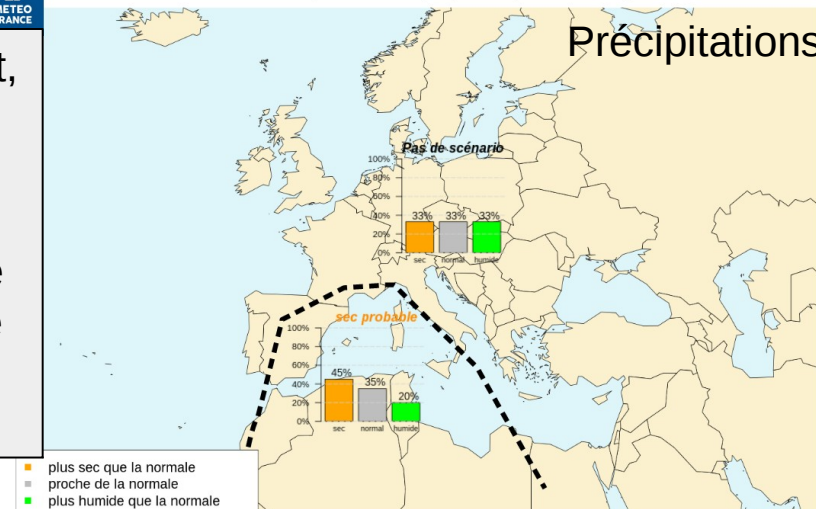 METEO
FRANCE
Précipitations
t,
e
e
Pas de scénario
100%
80%
60%
40%
20%
0%
33%
33%
33%
sec
normal
humide
sec probable
100%
80%
60%
40%
20%
0%
45%
35%
20%
sec
normal
humide
plus sec que la normale
proche de la normale
plus humide que la normale